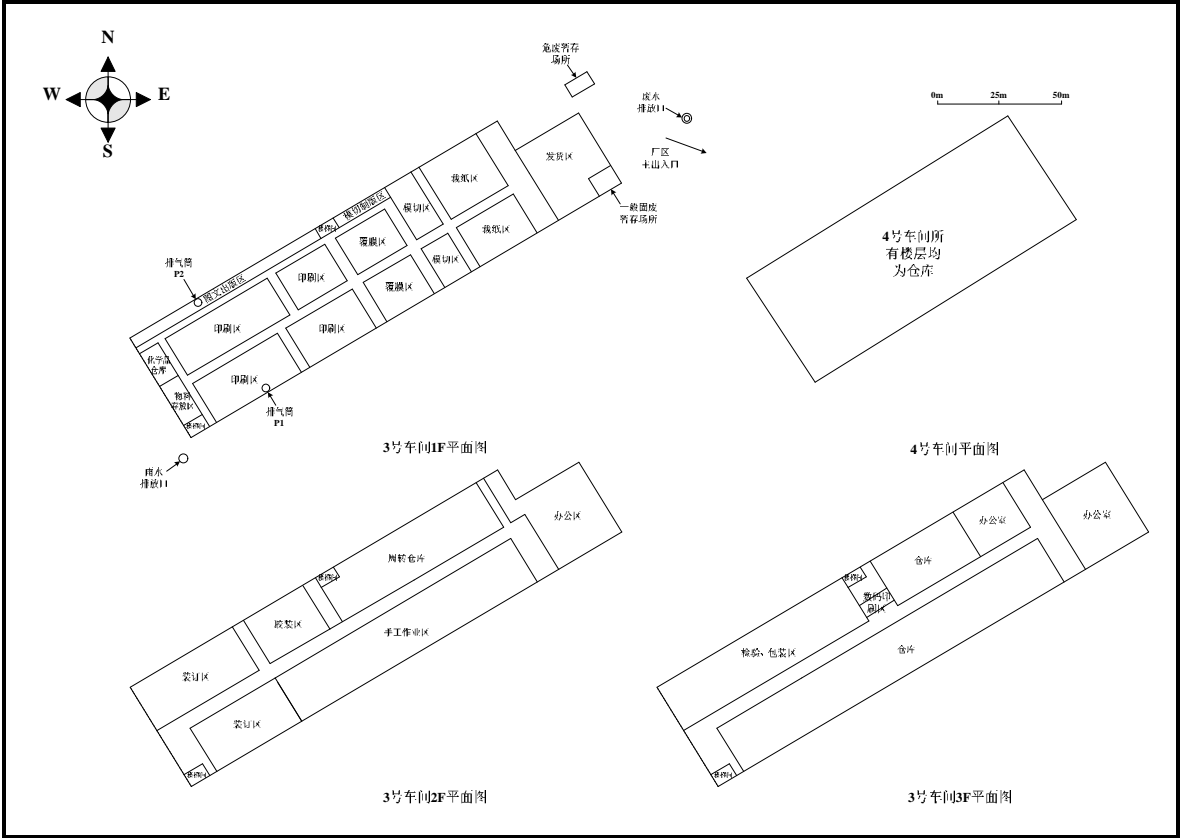 N
W
E
S
危废暂存
场所
废水
排放口
厂区
主出入口
0m
25m
50m
发货区
一般固废
暂存场所
裁纸区
裁纸区
模切制版区
楼梯间
模切区
模切区
覆膜区
覆膜区
排气筒
P2
图文出版区
印刷区
印刷区
印刷区
印刷区
化学品
仓库
物料
存放区
楼梯间
排气筒
P1
3号车间1F平面图
雨水
排放口
4号车间所
有楼层均
为仓库
4号车间平面图
办公区
周转仓库
楼梯间
胶装区
手工作业区
装订区
装订区
楼梯间
3号车间2F平面图
办公室
办公室
仓库
楼梯间
数码印
刷区
检验、包装区
仓库
楼梯间
3号车间3F平面图